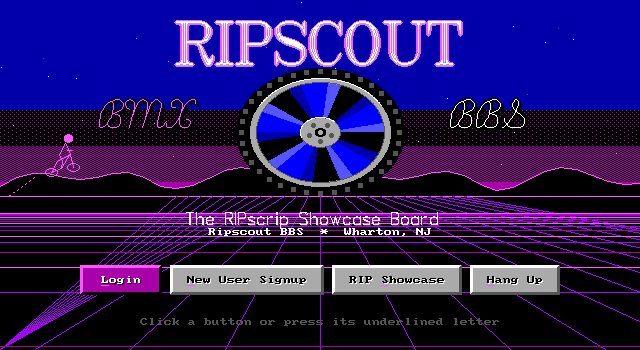 RIPSCOUT
BMX BBS
The RIPscrip Showcase Board
Ripscout BBS * Wharton, NJ
Login New User Signup RIP Showcase Hang Up
Click a button or press its underlined letter